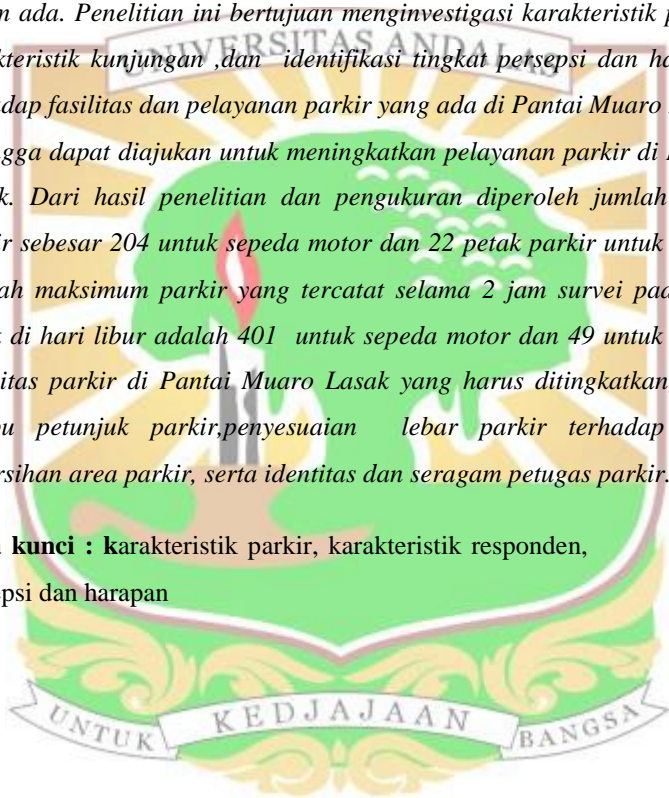 n ada. Penelitian ini bertujuan menginvestigasi karakteristik p
kteristik kunjungan ,dan identifikasi tingkat persepsi dan ha
UNIVERSITAS ANDALAS
adap fasilitas dan pelayanan parkir yang ada di Pantai Muaro
ngga dapat diajukan untuk meningkatkan pelayanan parkir di
k. Dari hasil penelitian dan pengukuran diperoleh jumlah
ir sebesar 204 untuk sepeda motor dan 22 petak parkir untuk
ah maksimum parkir yang tercatat selama 2 jam survei pad
k di hari libur adalah 401 untuk sepeda motor dan 49 untuk
litas parkir di Pantai Muaro Lasak yang harus ditingkatkan
bu petunjuk parkir,penyesuaian lebar parkir terhadap
rsihan area parkir, serta identitas dan seragam petugas parkir.
kunci : karakteristik parkir, karakteristik responden,
epsi dan harapan
UNTUK KEDJAJAAN BANGSA